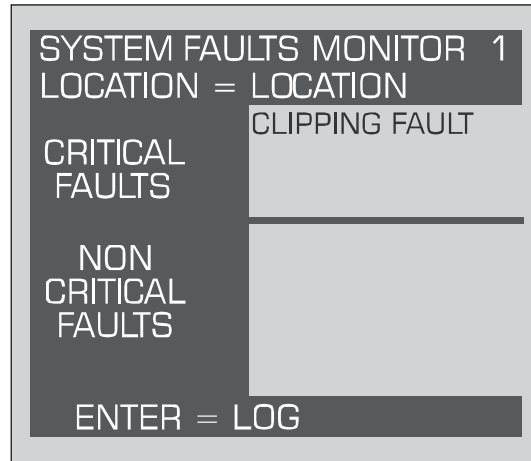 SYSTEM FAULTS MONITOR 1
LOCATION = LOCATION
CLIPPING FAULT
CRITICAL
FAULTS
NON
CRITICAL
FAULTS
ENTER = LOG